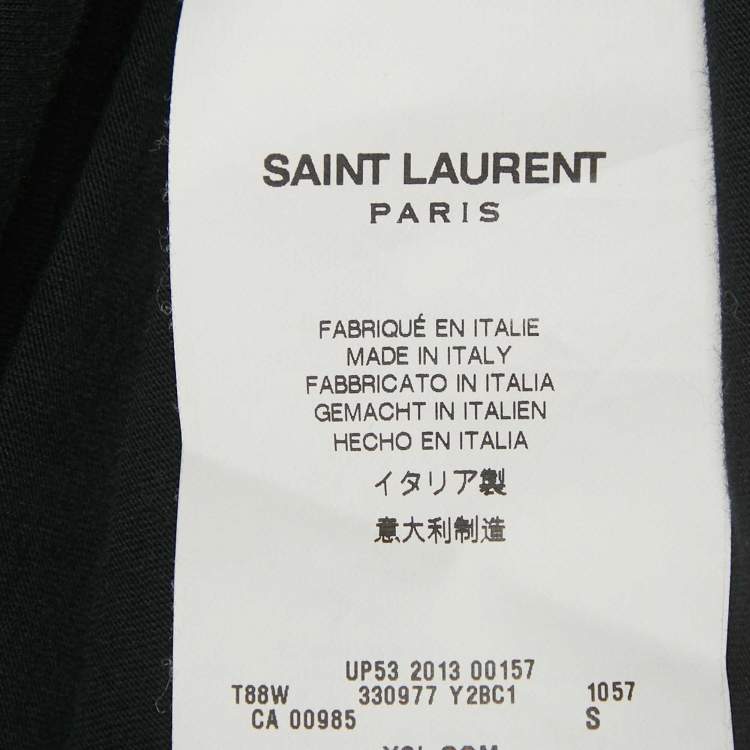 SAINT LAURENT
PARIS
FABRIQUÉ EN ITALIE
MADE IN ITALY
FABBRICATO IN ITALIA
GEMACHT IN ITALIEN
HECHO EN ITALIA
イタリア製
意大利制造
UP53 2013 00157
T88W 330977 Y2BC1 1057
CA 00985 S